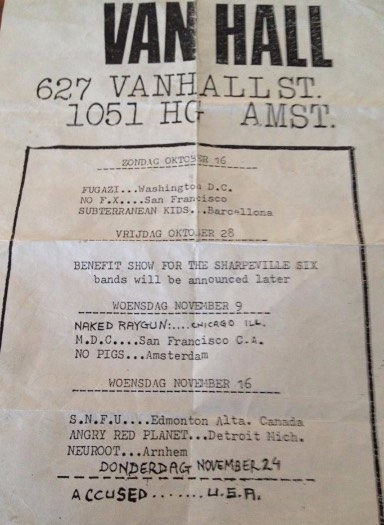 VAN HALL
627 VANHALLST.
1051 HG AMST.
ZONDAG OKTOBER 16
FUGAZI...Washington D.C.
NO F.X....San Francisco
SUBTERRANEAN KIDS...Barcellona
VRIJDAG OKTOBER 28
BENEFIT SHOW FOR THE SHARPEVILLE SIX
bands will be announced later
WOENSDAG NOVEMBER 9
NAKED RAYGUN:....CHICAGO ILL.
M.D.C....San Francisco C.A.
NO PIGS...Amsterdam
WOENSDAG NOVEMBER 16
S.N.F.U....Edmonton Alta. Canada
ANGRY RED PLANET...Detroit Mich.
NEUROOT...Arnhem
DONDERDAG NOVEMBER 24
ACCUSED.......U.S.A.